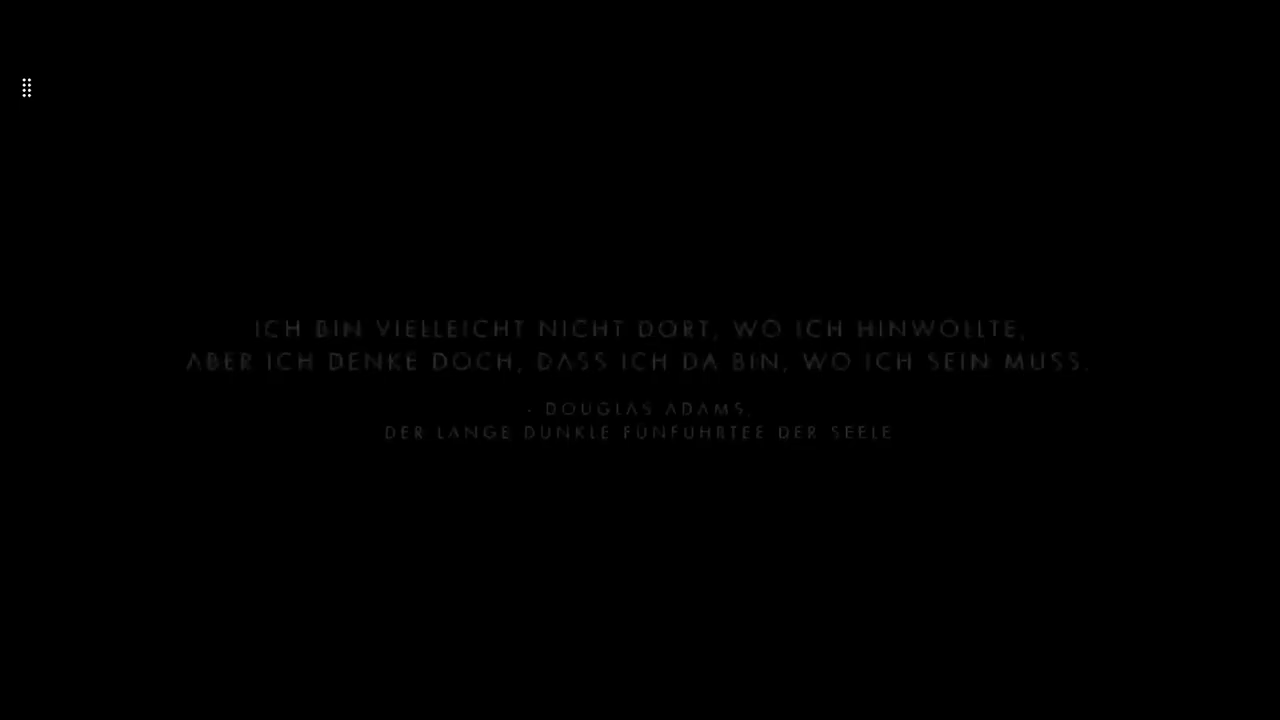 ICH BIN VIELLEICHT NICHT DORT, WO ICH HINWOLLTE,
ABER ICH DENKE DOCH, DASS ICH DA BIN, WO ICH SEIN MUSS.
- DOUGLAS ADAMS,
DER LANGE DUNKLE FÜNFUHRTEE DER SEELE